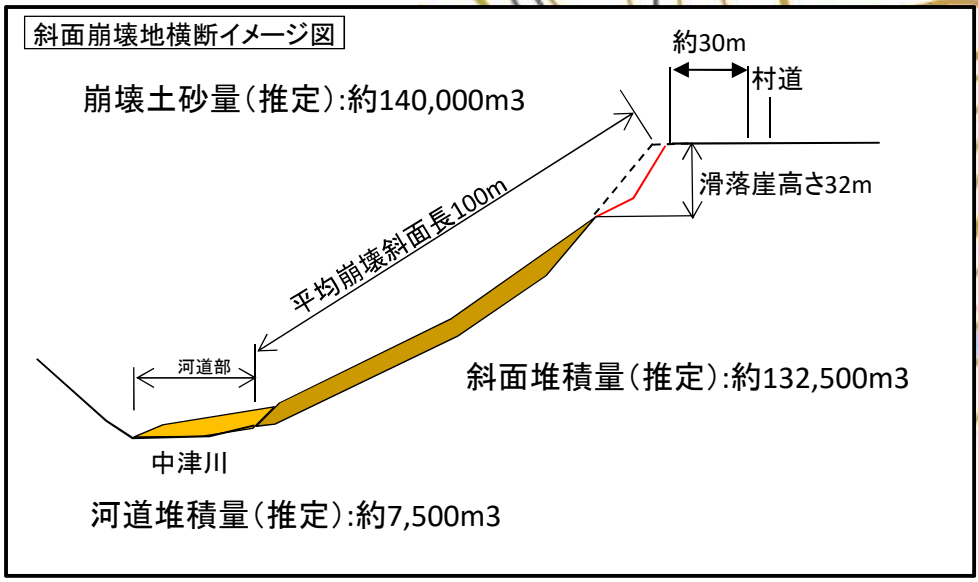 斜面崩壊地横断イメージ図
約30m
村道
崩壊土砂量（推定）:約140,000m3
滑落崖高さ32m
平均崩壊斜面長100m
河道部
斜面堆積量（推定）:約132,500m3
中津川
河道堆積量（推定）:約7,500m3